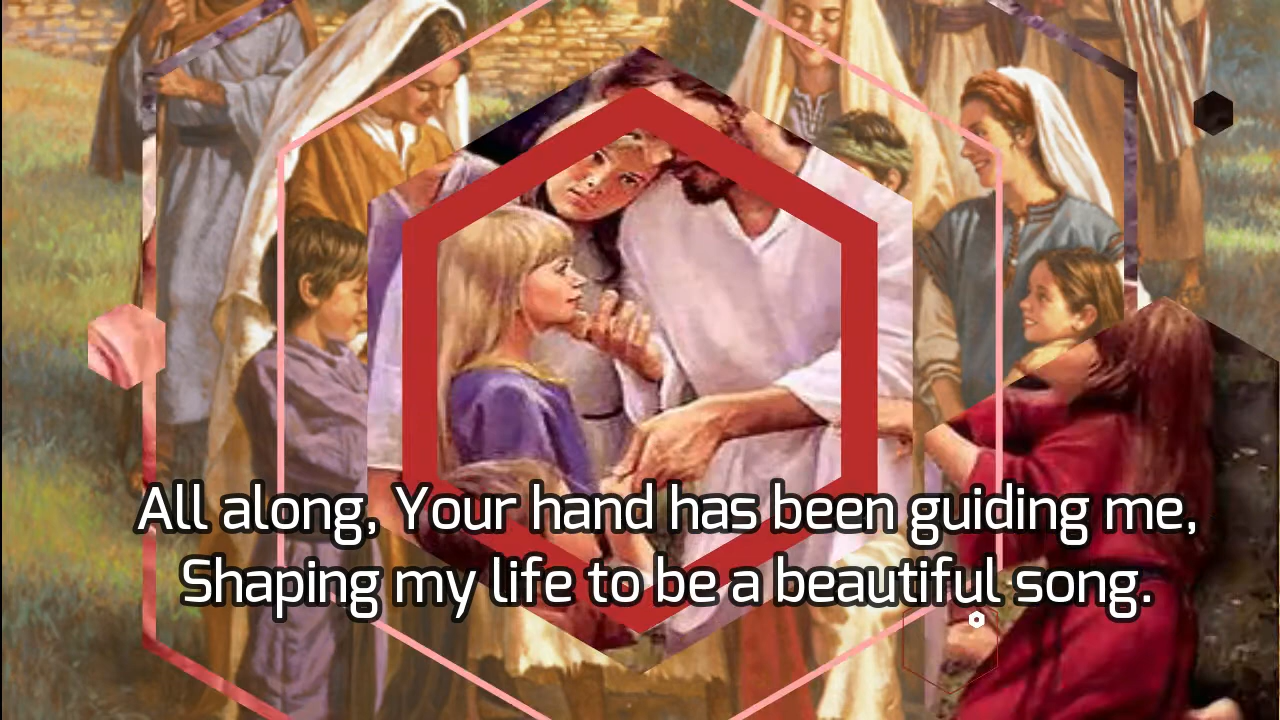 All along, Your hand has been guiding me,
Shaping my life to be a beautiful song.